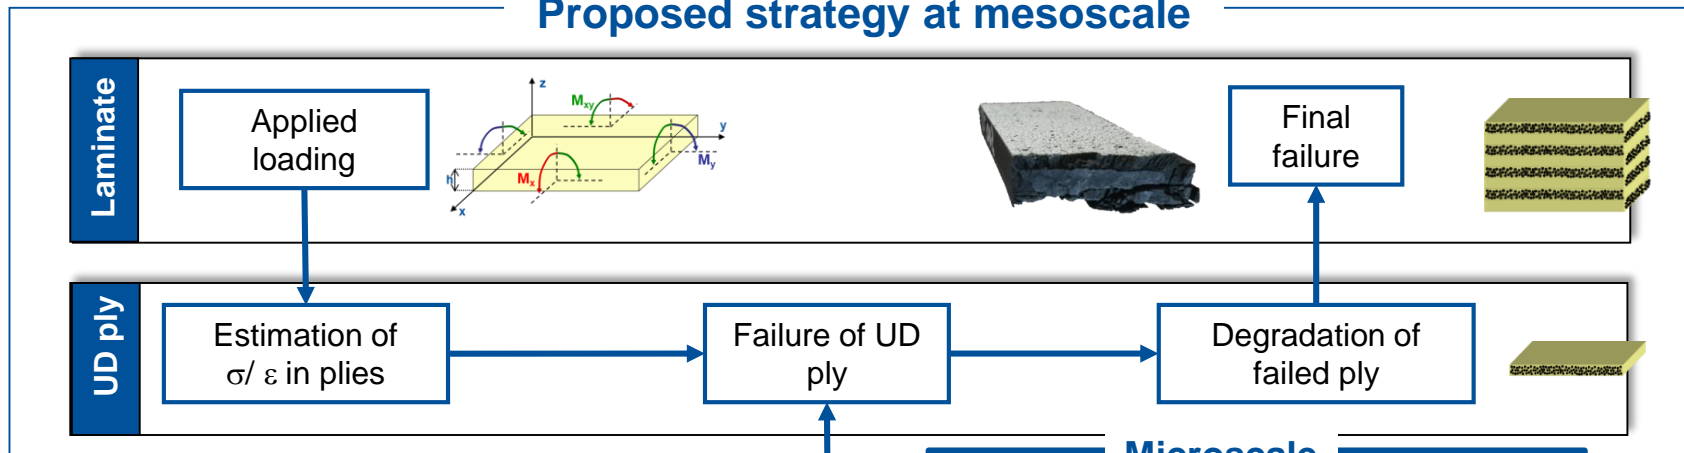 Proposed strategy at mesoscale
Laminate
Applied
loading
z
Mxy
y
My
Mx
h
x
Final
failure
UD ply
Estimation of
σ/ ε in plies
Failure of UD
ply
Degradation of
failed ply
Microscale